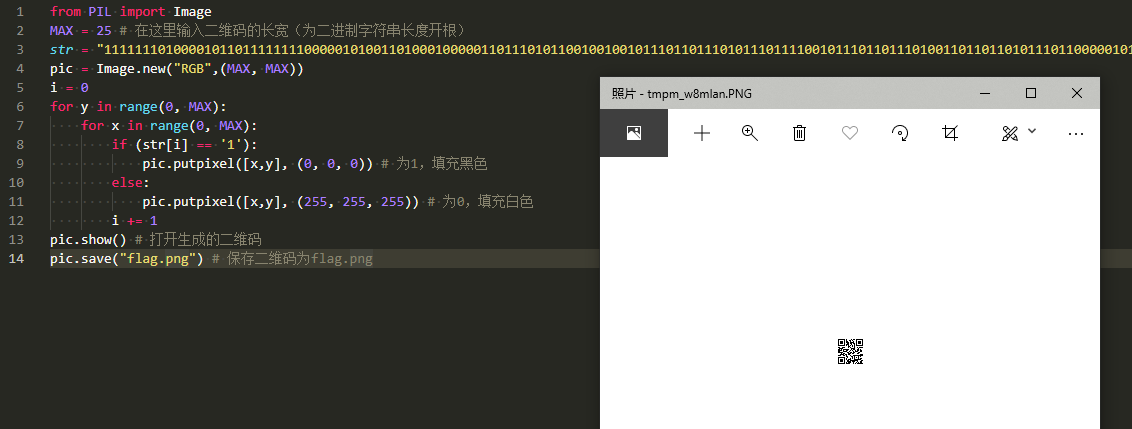 1 from PIL import Image
2 MAX = 25 # 在这里输入二维码的长宽（为二进制字符串长度开根）
3 str = "11111110100001011011111111000001010011010001000001101110101100100100101110110111010111011110010111011011101001101101101011101100000101
4 pic = Image.new("RGB",(MAX, MAX))
5 i = 0
6 for y in range(0, MAX):
7 for x in range(0, MAX):
8 if (str[i] == '1'):
9 pic.putpixel([x,y], (0, 0, 0)) # 为1，填充黑色
10 else:
11 pic.putpixel([x,y], (255, 255, 255)) # 为0，填充白色
12 i += 1
13 pic.show() # 打开生成的二维码
14 pic.save("flag.png") # 保存二维码为flag.png
照片 - tmpm_w8mlan.PNG